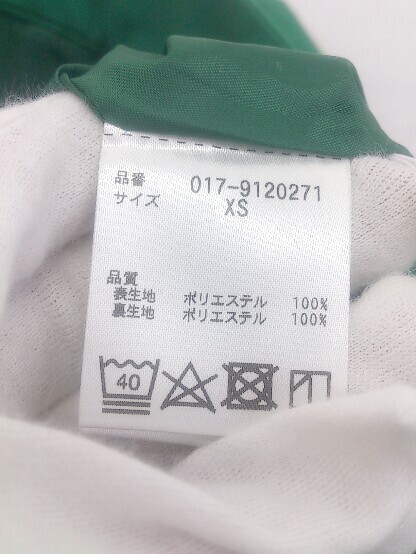 品番 017-9120271
サイズ XS
品質
表生地 ポリエステル 100%
裏生地 ポリエステル 100%
40